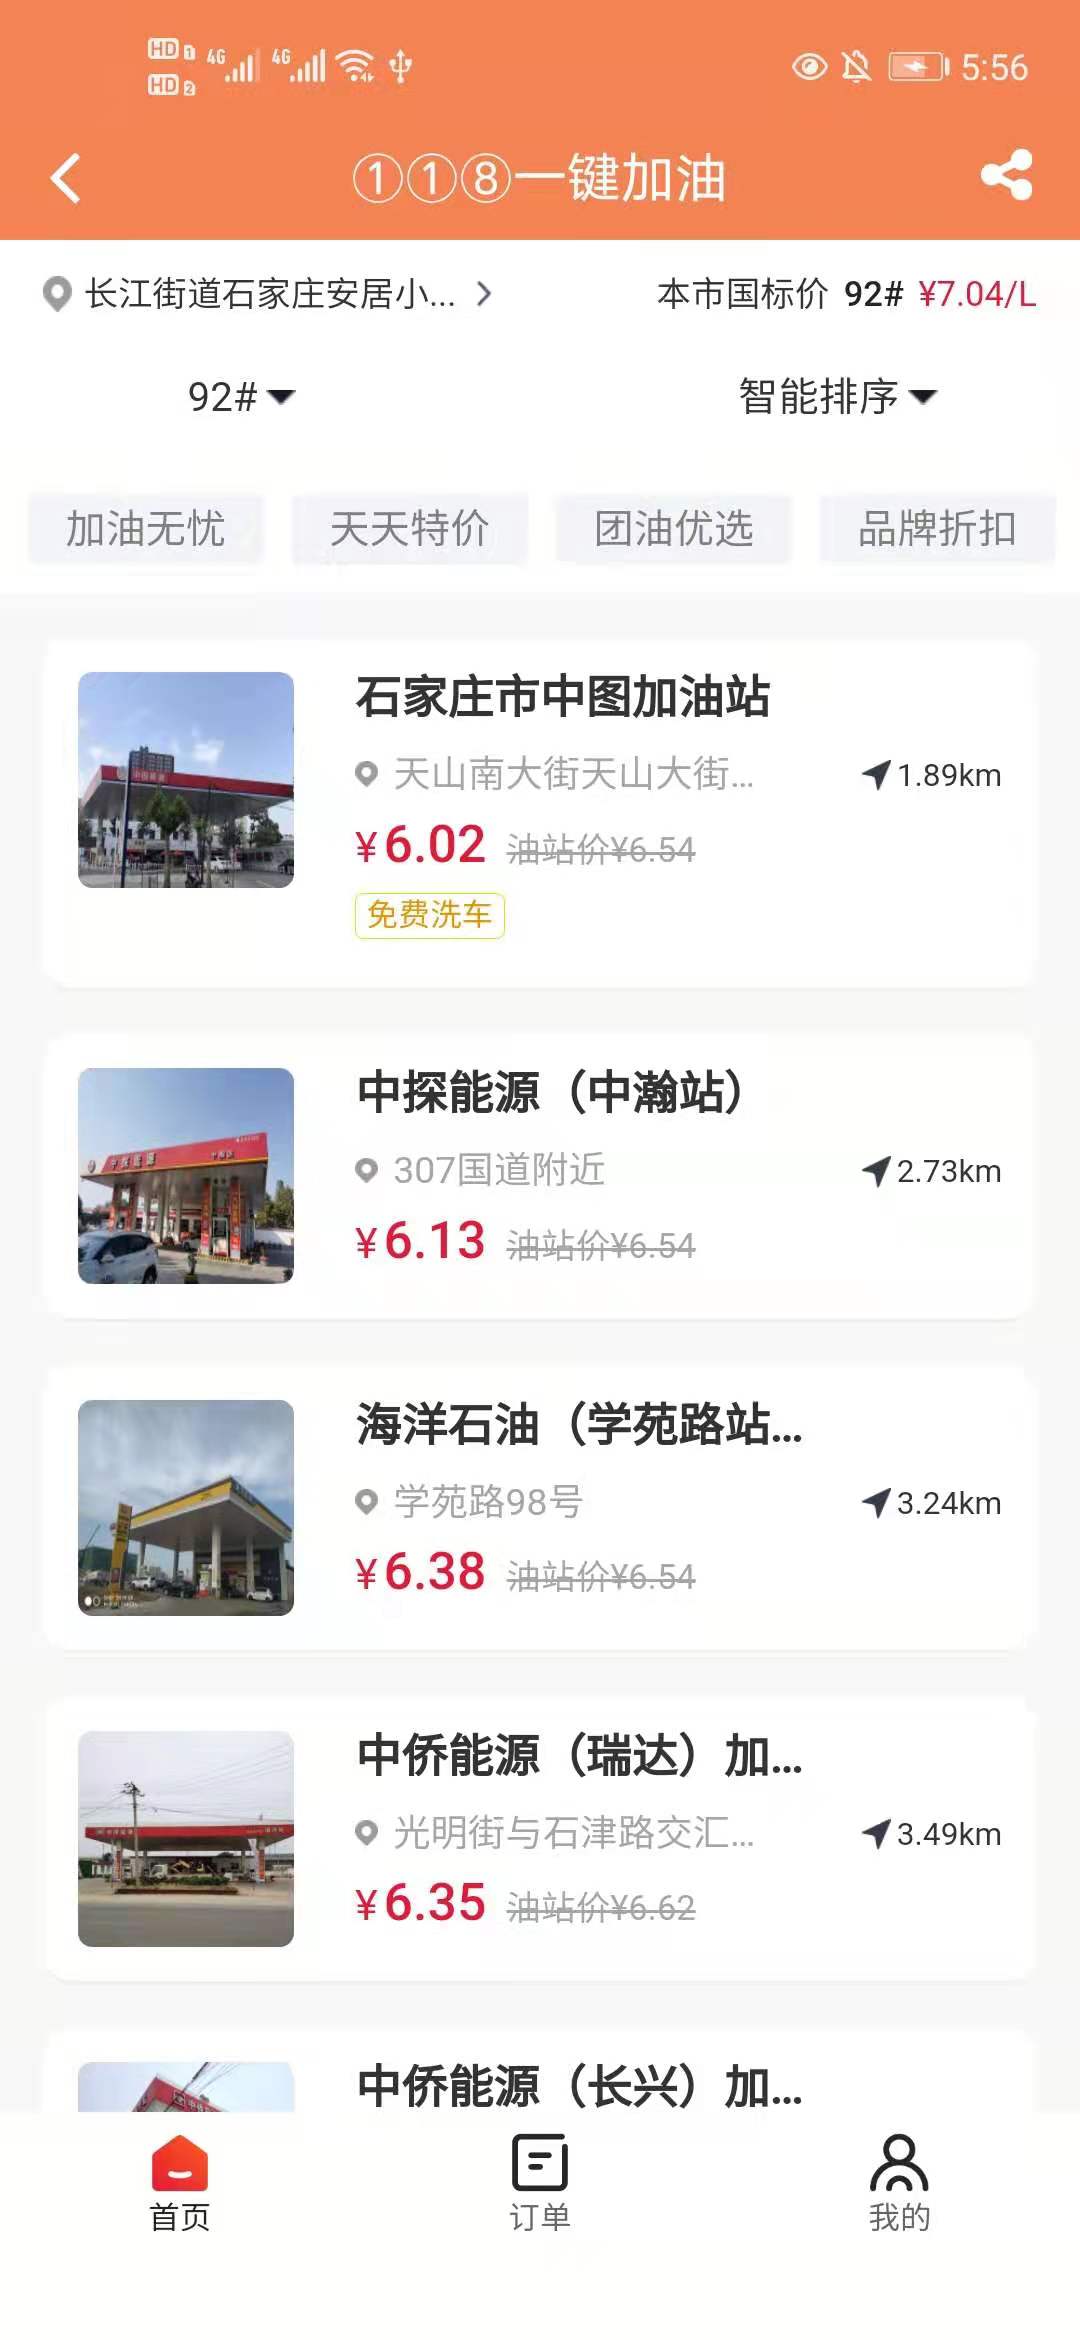 HD 1 4G 4G 5:56
HD 2
①①⑧一键加油
长江街道石家庄安居小... 本市国标价 92# ¥7.04/L
92# 智能排序
加油无忧 天天特价 团油优选 品牌折扣
石家庄市中图加油站
天山南大街天山大街... 1.89km
¥6.02 油站价¥6.54
免费洗车
中探能源（中瀚站）
307国道附近 2.73km
¥6.13 油站价¥6.54
海洋石油（学苑路站...
学苑路98号 3.24km
¥6.38 油站价¥6.54
中侨能源（瑞达）加...
光明街与石津路交汇... 3.49km
¥6.35 油站价¥6.62
中侨能源（长兴）加...
首页 订单 我的